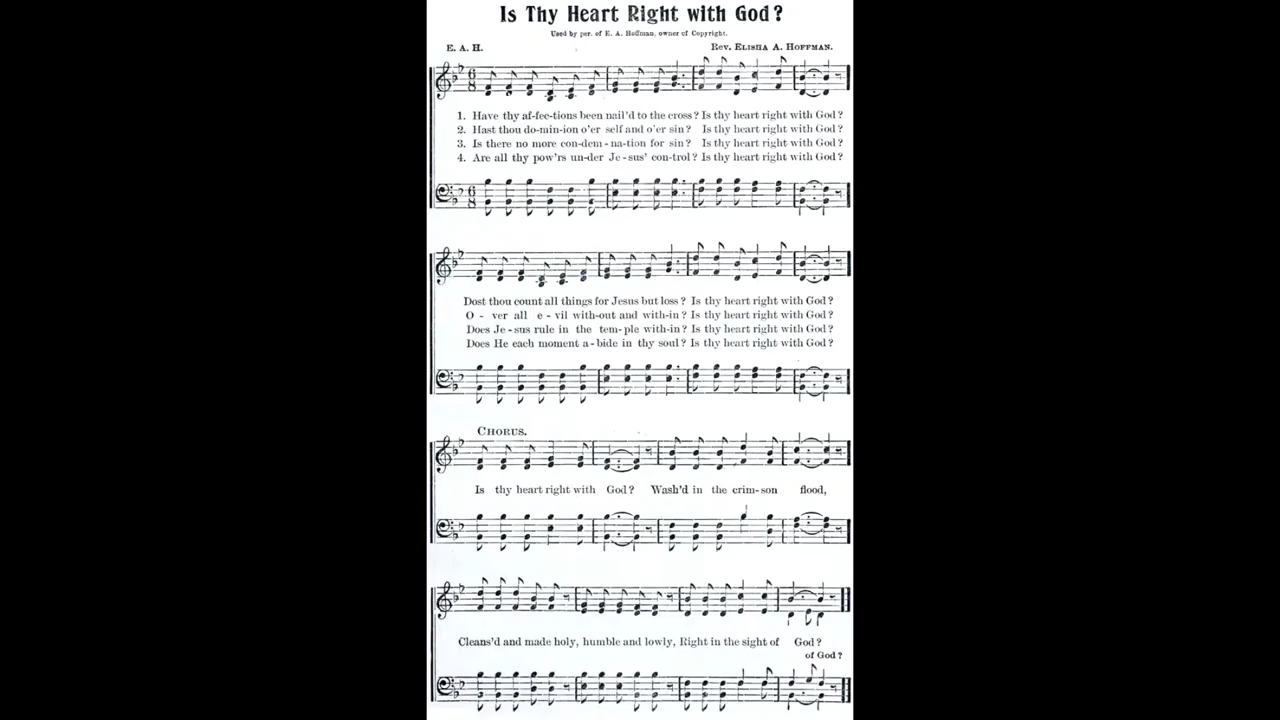 Is Thy Heart Right with God?
Used by per. of E. A. Hoffman, owner of Copyright.
E. A. H. Rev. ELISHA A. HOFFMAN.
1. Have thy af-fec-tions been nail'd to the cross? Is thy heart right with God?
2. Hast thou do-min-ion o'er self and o'er sin? Is thy heart right with God?
3. Is there no more con-dem-na-tion for sin? Is thy heart right with God?
4. Are all thy pow'rs un-der Je-sus' con-trol? Is thy heart right with God?
Dost thou count all things for Jesus but loss? Is thy heart right with God?
O - ver all e - vil with-out and with-in? Is thy heart right with God?
Does Je-sus rule in the tem-ple with-in? Is thy heart right with God?
Does He each moment a-bide in thy soul? Is thy heart right with God?
CHORUS.
Is thy heart right with God? Wash'd in the crim-son flood,
Cleans'd and made holy, humble and lowly, Right in the sight of God?
of God?